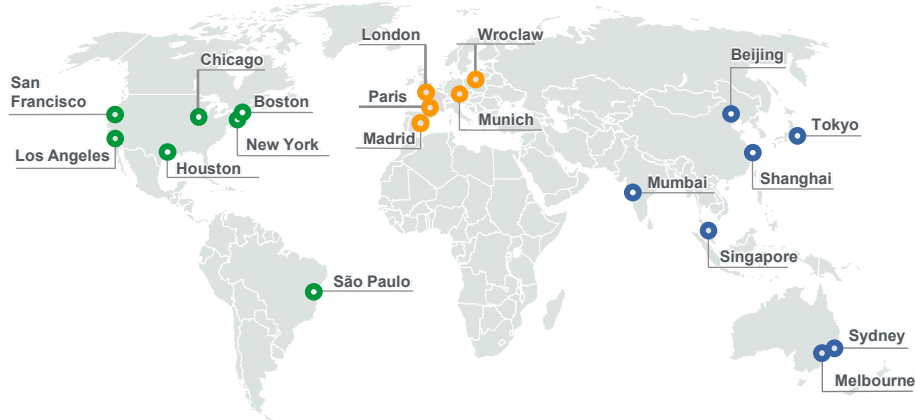 London
Wroclaw
Chicago
Beijing
San
Francisco
Boston
Paris
Munich
Tokyo
Madrid
New York
Los Angeles
Houston
Shanghai
Mumbai
Singapore
São Paulo
Sydney
Melbourne